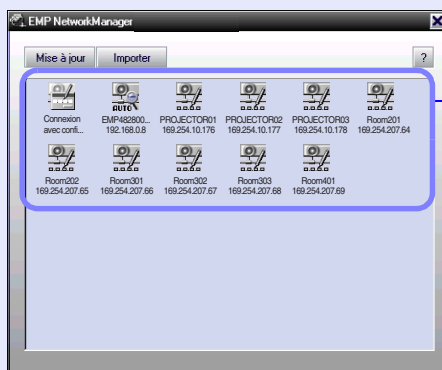 EMP NetworkManager
Mise à jour Importer ?
Connexion EMP482800... PROJECTOR01 PROJECTOR02 PROJECTOR03 Room201
avec confi... 192.168.0.8 169.254.10.176 169.254.10.177 169.254.10.178 169.254.207.64
Room202 Room301 Room302 Room303 Room401
169.254.207.65 169.254.207.66 169.254.207.67 169.254.207.68 169.254.207.69